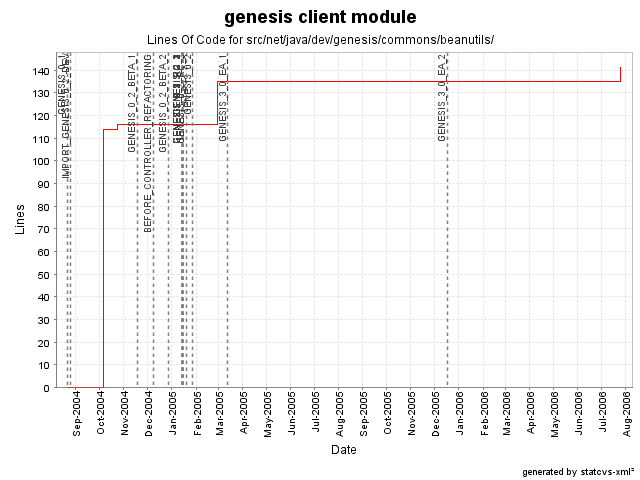 genesis client module
Lines Of Code for src/net/java/dev/genesis/commons/beanutils/
Lines
140
130
120
110
100
90
80
70
60
50
40
30
20
10
0
GENESIS_0_2_BETA_1
BEFORE_CONTROLLER_REFACTORING
GENESIS_0_2_BETA_2
GENESIS_3_0_EA_1
GENESIS_3_0_EA_2
Sep-2004
Oct-2004
Nov-2004
Dec-2004
Jan-2005
Feb-2005
Mar-2005
Apr-2005
May-2005
Jun-2005
Jul-2005
Aug-2005
Sep-2005
Oct-2005
Nov-2005
Dec-2005
Jan-2006
Feb-2006
Mar-2006
Apr-2006
May-2006
Jun-2006
Jul-2006
Aug-2006
Date
generated by statcvs-xml²